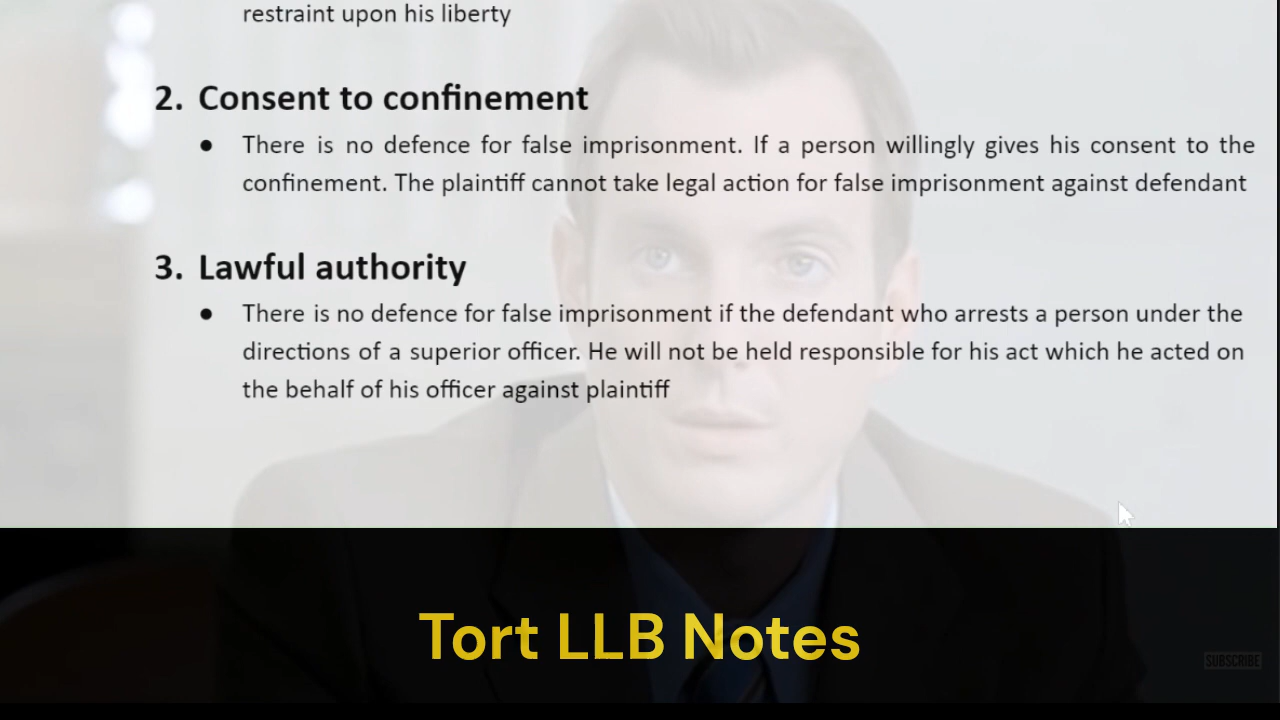 restraint upon his liberty
2. Consent to confinement
● There is no defence for false imprisonment. If a person willingly gives his consent to the
confinement. The plaintiff cannot take legal action for false imprisonment against defendant
3. Lawful authority
● There is no defence for false imprisonment if the defendant who arrests a person under the
directions of a superior officer. He will not be held responsible for his act which he acted on
the behalf of his officer against plaintiff
Tort LLB Notes
SUBSCRIBE